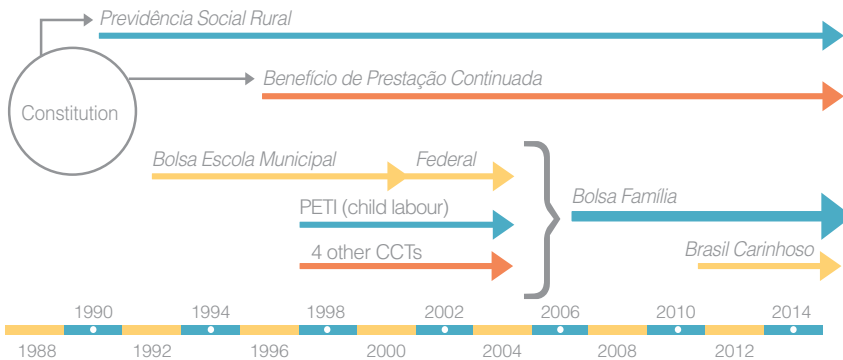 Previdência Social Rural
Benefício de Prestação Continuada
Constitution
Bolsa Escola Municipal
Federal
Bolsa Família
PETI (child labour)
4 other CCTs
Brasil Carinhoso
1990 1994 1998 2002 2006 2010 2014
1988 1992 1996 2000 2004 2008 2012